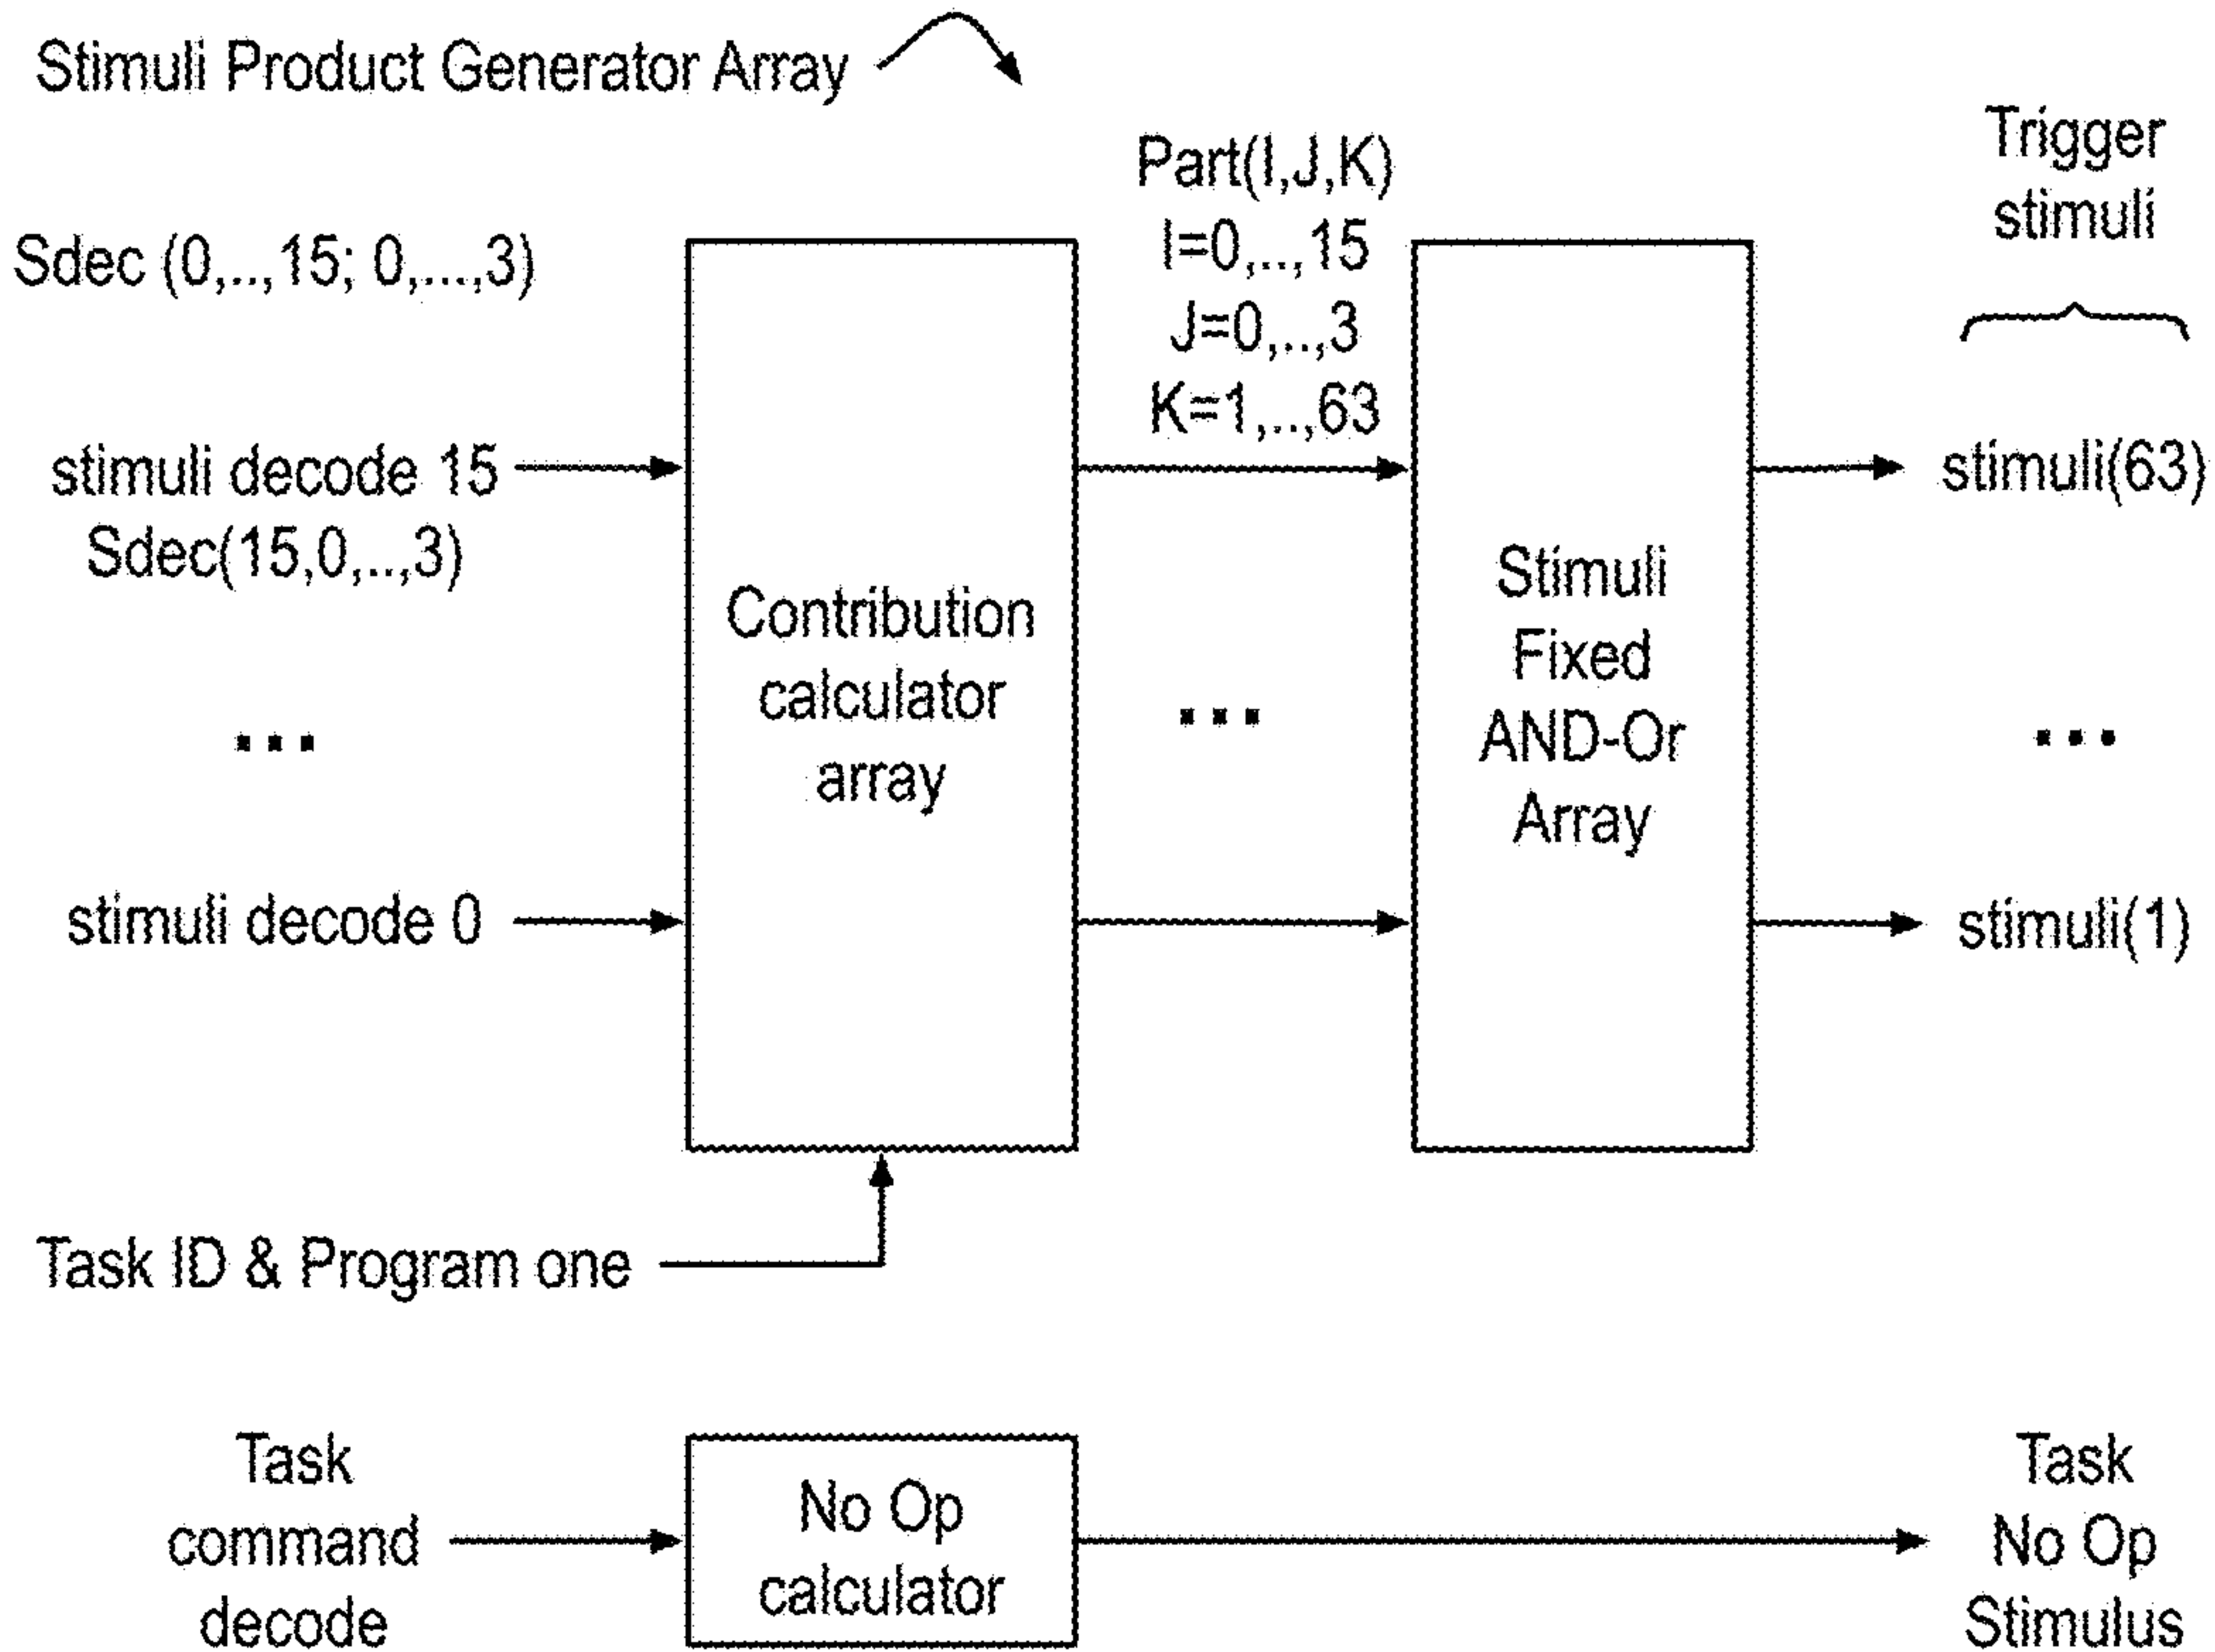 Stimuli Product Generator Array
Sdec (0,..,15; 0,...,3)
stimuli decode 15
Sdec(15,0,..,3)
...
stimuli decode 0
Task ID & Program one
Contribution
calculator
array
Part(I,J,K)
I=0,..,15
J=0,..,3
K=1,..,63
...
Stimuli
Fixed
AND-Or
Array
Trigger
stimuli
stimuli(63)
...
stimuli(1)
Task
command
decode
No Op
calculator
Task
No Op
Stimulus